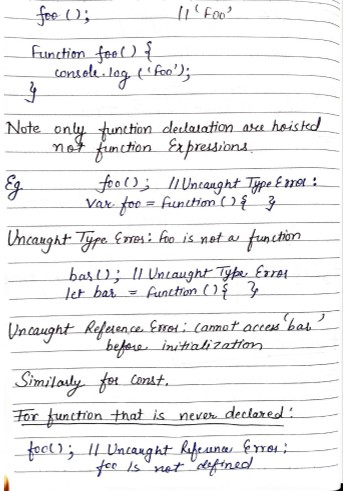 foo(); // 'Foo'
Function foo() {
console.log ('Foo');
}
Note only function declaration are hoisted
not function Expressions.
Eg foo(); // Uncaught Type Error :
Var foo = Function () { }
Uncaught Type Error: foo is not a function
bar(); // Uncaught Type Error
let bar = Function () { }
Uncaught Reference Error: cannot access 'bar'
before initialization
Similarly for Const.
For function that is never declared :
foo(); // Uncaught Reference Error;
foo is not defined